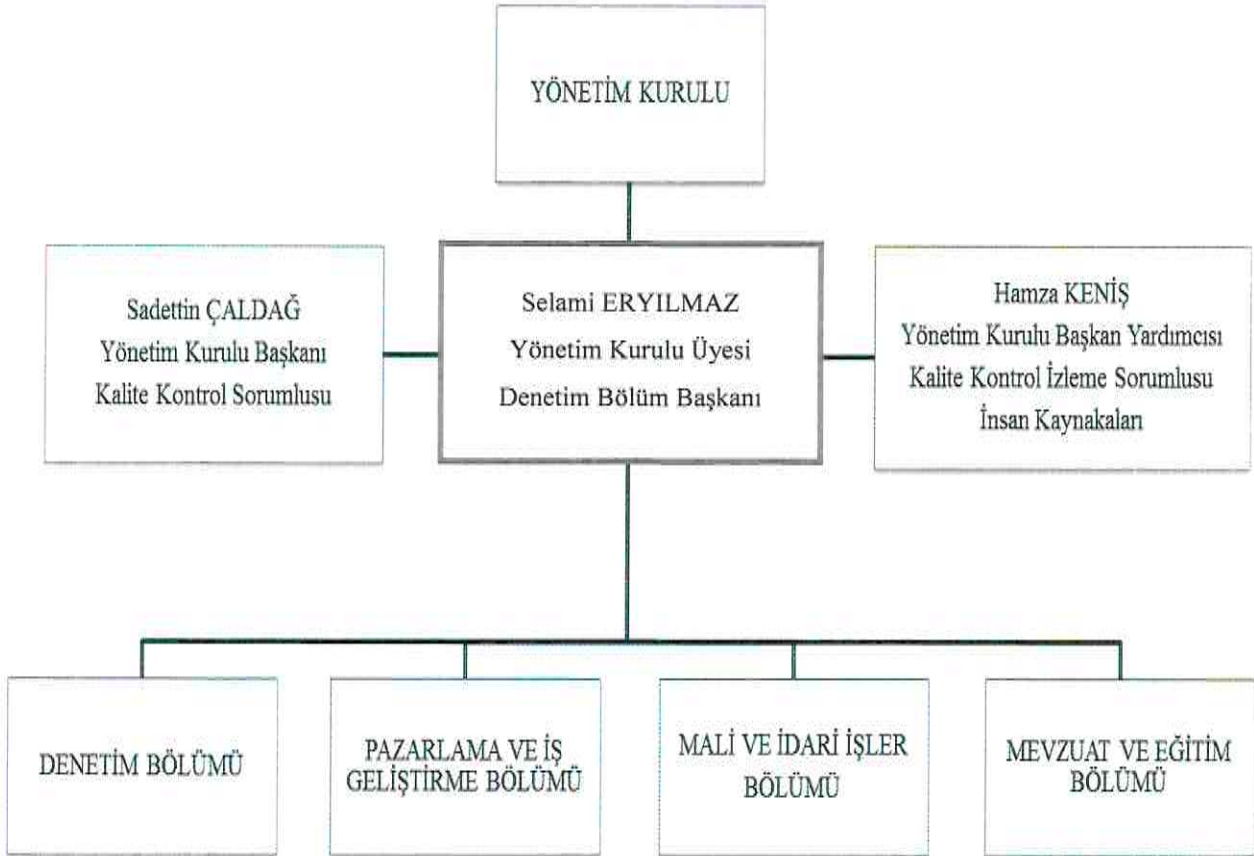 YÖNETİM KURULU
Sadettin ÇALDAĞ
Yönetim Kurulu Başkanı
Kalite Kontrol Sorumlusu
Selami ERYILMAZ
Yönetim Kurulu Üyesi
Denetim Bölüm Başkanı
Hamza KENİŞ
Yönetim Kurulu Başkan Yardımcısı
Kalite Kontrol İzleme Sorumlusu
İnsan Kaynakaları
DENETİM BÖLÜMÜ
PAZARLAMA VE İŞ
GELİŞTİRME BÖLÜMÜ
MALİ VE İDARİ İŞLER
BÖLÜMÜ
MEVZUAT VE EĞİTİM
BÖLÜMÜ